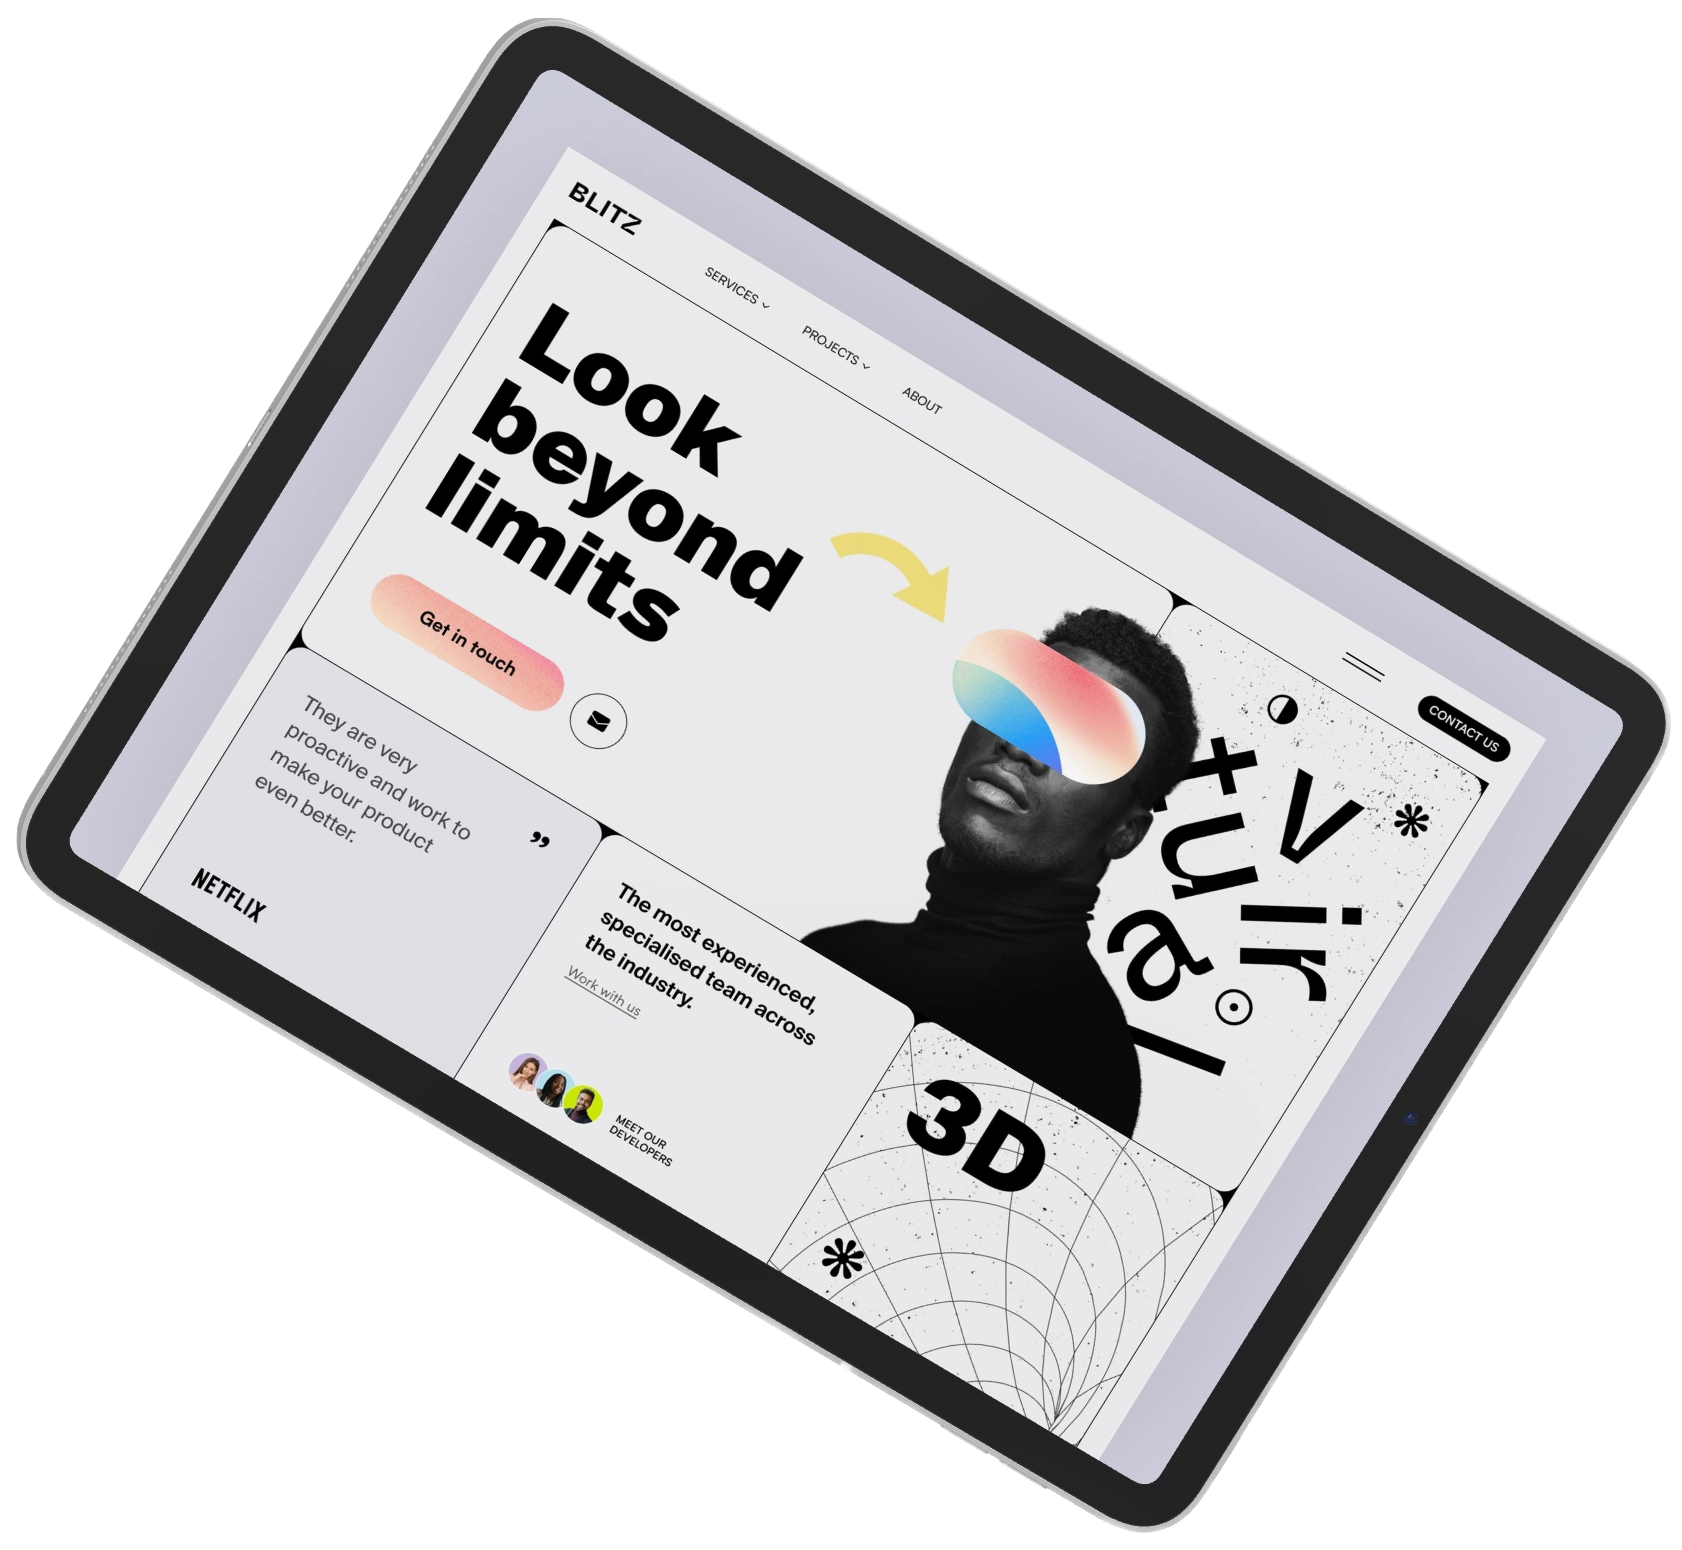 BLITZ
SERVICES
PROJECTS
ABOUT
CONTACT US
Look
beyond
limits
Get in touch
vir
tual
They are very
proactive and work to
make your product
even better.
”
NETFLIX
The most experienced,
specialised team across
the industry.
Work with us
MEET OUR
DEVELOPERS
3D